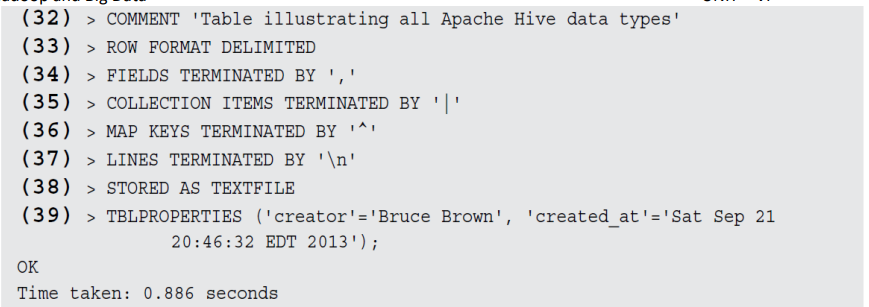 (32) > COMMENT 'Table illustrating all Apache Hive data types'
(33) > ROW FORMAT DELIMITED
(34) > FIELDS TERMINATED BY ','
(35) > COLLECTION ITEMS TERMINATED BY '|'
(36) > MAP KEYS TERMINATED BY '^'
(37) > LINES TERMINATED BY '\n'
(38) > STORED AS TEXTFILE
(39) > TBLPROPERTIES ('creator'='Bruce Brown', 'created_at'='Sat Sep 21
20:46:32 EDT 2013');
OK
Time taken: 0.886 seconds